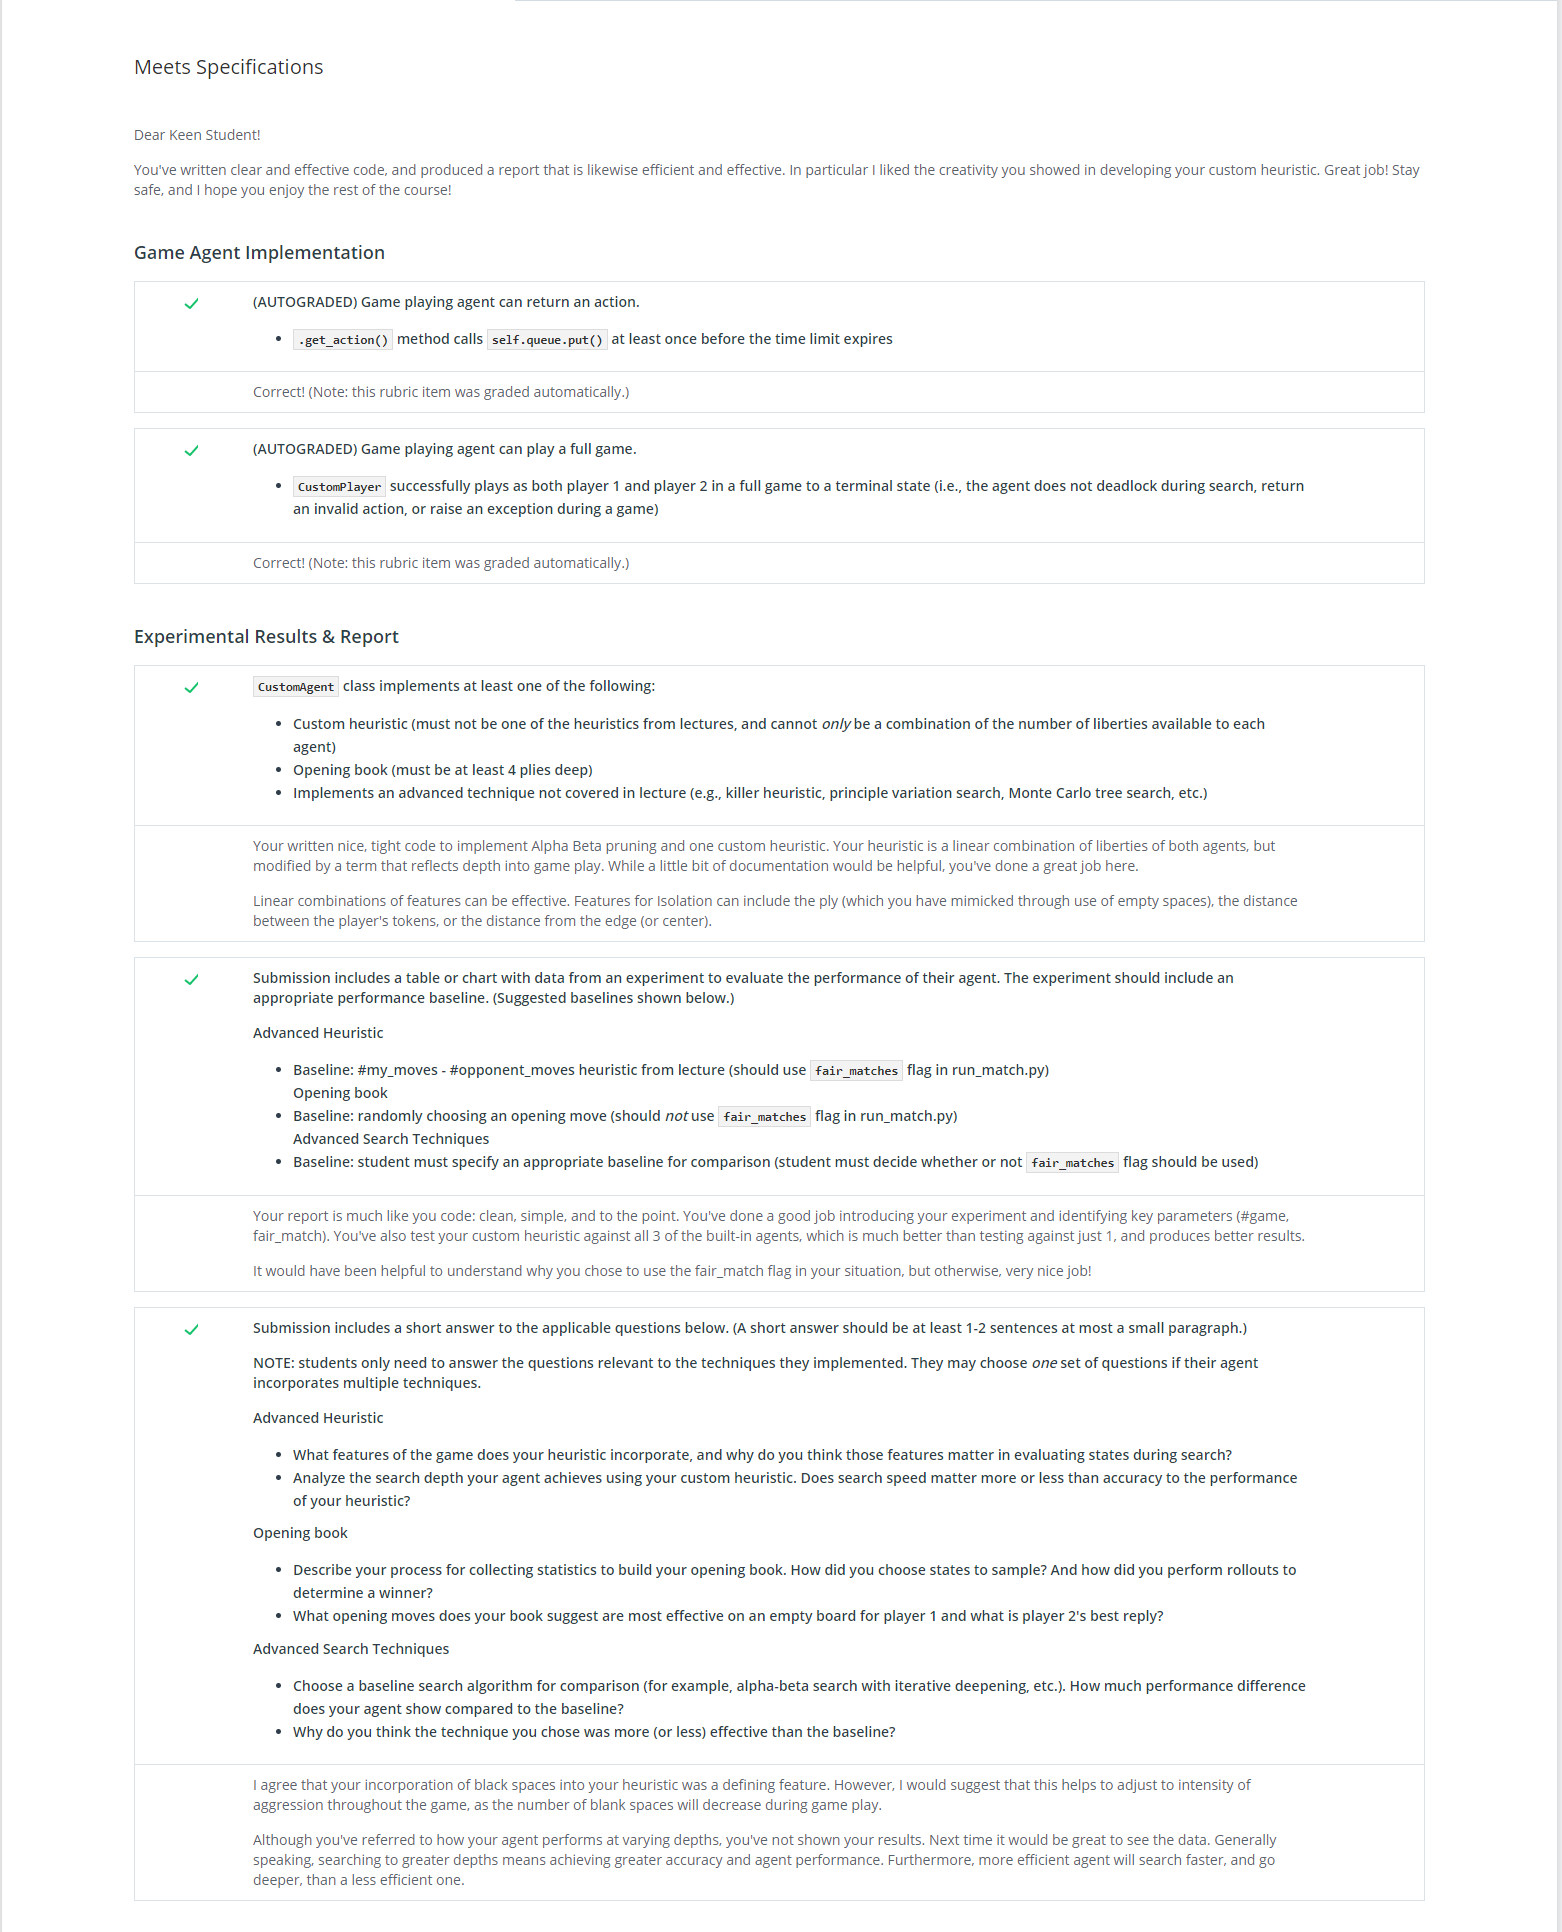 Meets Specifications
Dear Keen Student!
You've written clear and effective code, and produced a report that is likewise efficient and effective. In particular I liked the creativity you showed in developing your custom heuristic. Great job! Stay
safe, and I hope you enjoy the rest of the course!
Game Agent Implementation
(AUTOGRADED) Game playing agent can return an action.
• .get_action() method calls self.queue.put() at least once before the time limit expires
Correct! (Note: this rubric item was graded automatically.)
(AUTOGRADED) Game playing agent can play a full game.
• CustomPlayer successfully plays as both player 1 and player 2 in a full game to a terminal state (i.e., the agent does not deadlock during search, return
an invalid action, or raise an exception during a game)
Correct! (Note: this rubric item was graded automatically.)
Experimental Results & Report
CustomAgent class implements at least one of the following:
• Custom heuristic (must not be one of the heuristics from lectures, and cannot only be a combination of the number of liberties available to each
agent)
• Opening book (must be at least 4 plies deep)
• Implements an advanced technique not covered in lecture (e.g., killer heuristic, principle variation search, Monte Carlo tree search, etc.)
Your written nice, tight code to implement Alpha Beta pruning and one custom heuristic. Your heuristic is a linear combination of liberties of both agents, but
modified by a term that reflects depth into game play. While a little bit of documentation would be helpful, you've done a great job here.
Linear combinations of features can be effective. Features for Isolation can include the ply (which you have mimicked through use of empty spaces), the distance
between the player's tokens, or the distance from the edge (or center).
Submission includes a table or chart with data from an experiment to evaluate the performance of their agent. The experiment should include an
appropriate performance baseline. (Suggested baselines shown below.)
Advanced Heuristic
• Baseline: #my_moves - #opponent_moves heuristic from lecture (should use fair_matches flag in run_match.py)
Opening book
• Baseline: randomly choosing an opening move (should not use fair_matches flag in run_match.py)
Advanced Search Techniques
• Baseline: student must specify an appropriate baseline for comparison (student must decide whether or not fair_matches flag should be used)
Your report is much like you code: clean, simple, and to the point. You've done a good job introducing your experiment and identifying key parameters (#game,
fair_match). You've also test your custom heuristic against all 3 of the built-in agents, which is much better than testing against just 1, and produces better results.
It would have been helpful to understand why you chose to use the fair_match flag in your situation, but otherwise, very nice job!
Submission includes a short answer to the applicable questions below. (A short answer should be at least 1-2 sentences at most a small paragraph.)
NOTE: students only need to answer the questions relevant to the techniques they implemented. They may choose one set of questions if their agent
incorporates multiple techniques.
Advanced Heuristic
• What features of the game does your heuristic incorporate, and why do you think those features matter in evaluating states during search?
• Analyze the search depth your agent achieves using your custom heuristic. Does search speed matter more or less than accuracy to the performance
of your heuristic?
Opening book
• Describe your process for collecting statistics to build your opening book. How did you choose states to sample? And how did you perform rollouts to
determine a winner?
• What opening moves does your book suggest are most effective on an empty board for player 1 and what is player 2's best reply?
Advanced Search Techniques
• Choose a baseline search algorithm for comparison (for example, alpha-beta search with iterative deepening, etc.). How much performance difference
does your agent show compared to the baseline?
• Why do you think the technique you chose was more (or less) effective than the baseline?
I agree that your incorporation of black spaces into your heuristic was a defining feature. However, I would suggest that this helps to adjust to intensity of
aggression throughout the game, as the number of blank spaces will decrease during game play.
Although you've referred to how your agent performs at varying depths, you've not shown your results. Next time it would be great to see the data. Generally
speaking, searching to greater depths means achieving greater accuracy and agent performance. Furthermore, more efficient agent will search faster, and go
deeper, than a less efficient one.